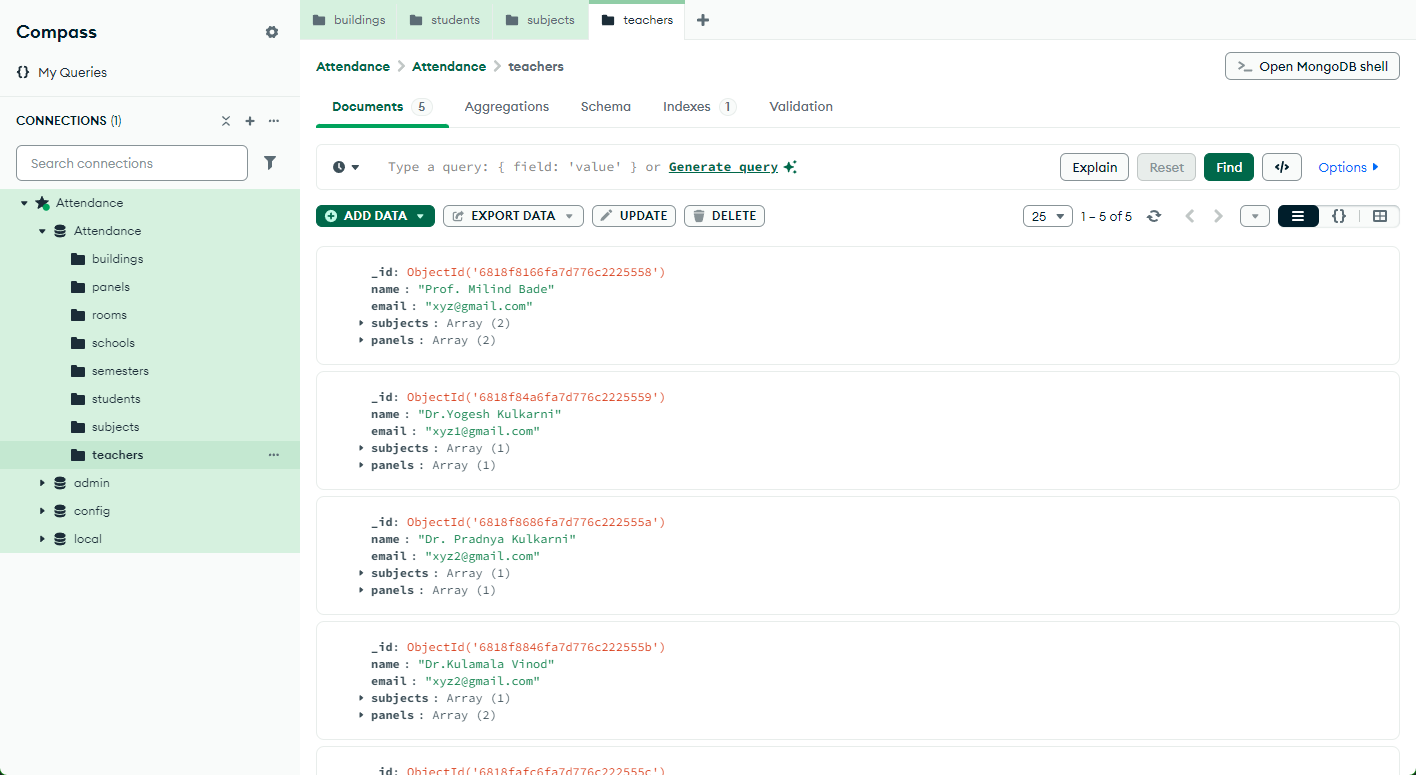 Compass
{} My Queries
CONNECTIONS (1)
Search connections
Attendance
Attendance
buildings
panels
rooms
schools
semesters
students
subjects
teachers
admin
config
local
buildings
students
subjects
teachers
Attendance > Attendance > teachers
>_ Open MongoDB shell
Documents 5 Aggregations Schema Indexes 1 Validation
Type a query: { field: 'value' } or Generate query
Explain Reset Find </> Options
ADD DATA EXPORT DATA UPDATE DELETE
25 1 – 5 of 5 {}
_id: ObjectId('6818f8166fa7d776c2225558')
name : "Prof. Milind Bade"
email : "xyz@gmail.com"
subjects : Array (2)
panels : Array (2)
_id: ObjectId('6818f84a6fa7d776c2225559')
name : "Dr.Yogesh Kulkarni"
email : "xyz1@gmail.com"
subjects : Array (1)
panels : Array (1)
_id: ObjectId('6818f8686fa7d776c222555a')
name : "Dr. Pradnya Kulkarni"
email : "xyz2@gmail.com"
subjects : Array (1)
panels : Array (1)
_id: ObjectId('6818f8846fa7d776c222555b')
name : "Dr.Kulamala Vinod"
email : "xyz2@gmail.com"
subjects : Array (1)
panels : Array (2)
_id: ObjectId('6818fafc6fa7d776c222555c')